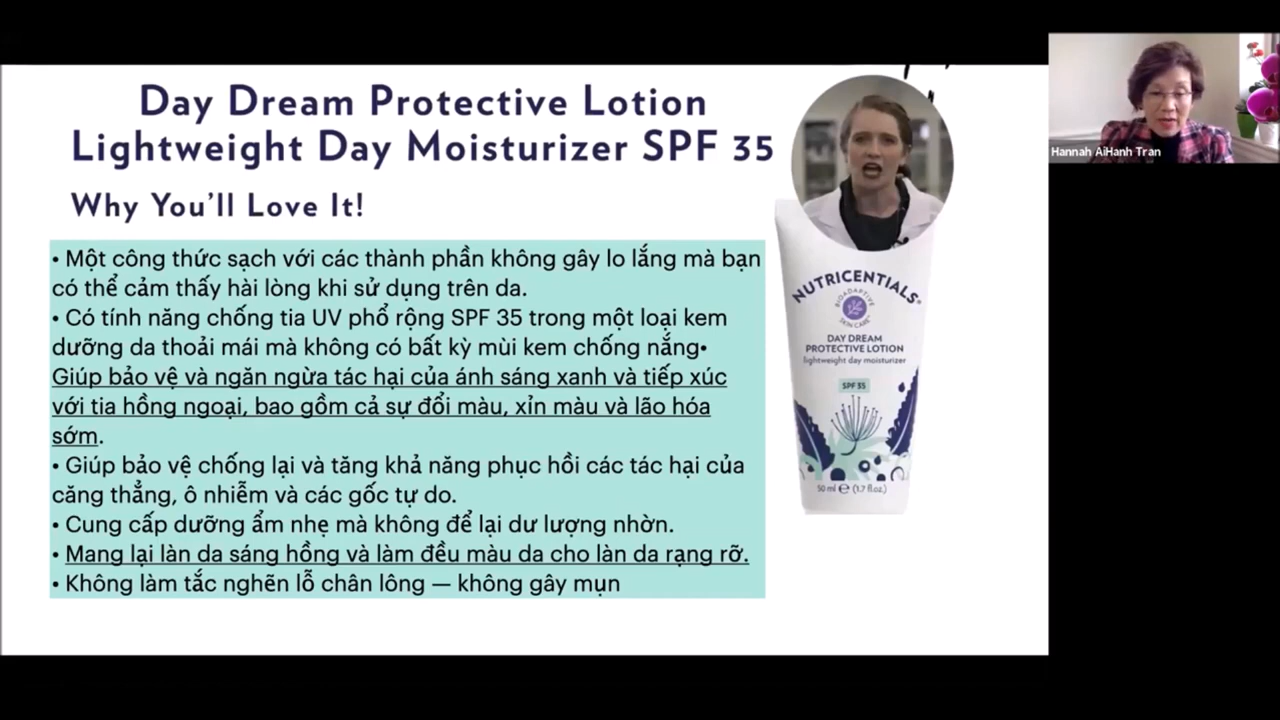 Day Dream Protective Lotion
Lightweight Day Moisturizer SPF 35
Why You'll Love It!
• Một công thức sạch với các thành phần không gây lo lắng mà bạn
có thể cảm thấy hài lòng khi sử dụng trên da.
• Có tính năng chống tia UV phổ rộng SPF 35 trong một loại kem
dưỡng da thoải mái mà không có bất kỳ mùi kem chống nắng•
Giúp bảo vệ và ngăn ngừa tác hại của ánh sáng xanh và tiếp xúc
với tia hồng ngoại, bao gồm cả sự đổi màu, xỉn màu và lão hóa
sớm.
• Giúp bảo vệ chống lại và tăng khả năng phục hồi các tác hại của
căng thẳng, ô nhiễm và các gốc tự do.
• Cung cấp dưỡng ẩm nhẹ mà không để lại dư lượng nhờn.
• Mang lại làn da sáng hồng và làm đều màu da cho làn da rạng rỡ.
• Không làm tắc nghẽn lỗ chân lông — không gây mụn
NUTRICENTIALS®
BIOADAPTIVE
SKIN CARE™
DAY DREAM
PROTECTIVE LOTION
lightweight day moisturizer
SPF 35
50 ml ℮ (1.7 fl.oz.)
Hannah AiHanh Tran